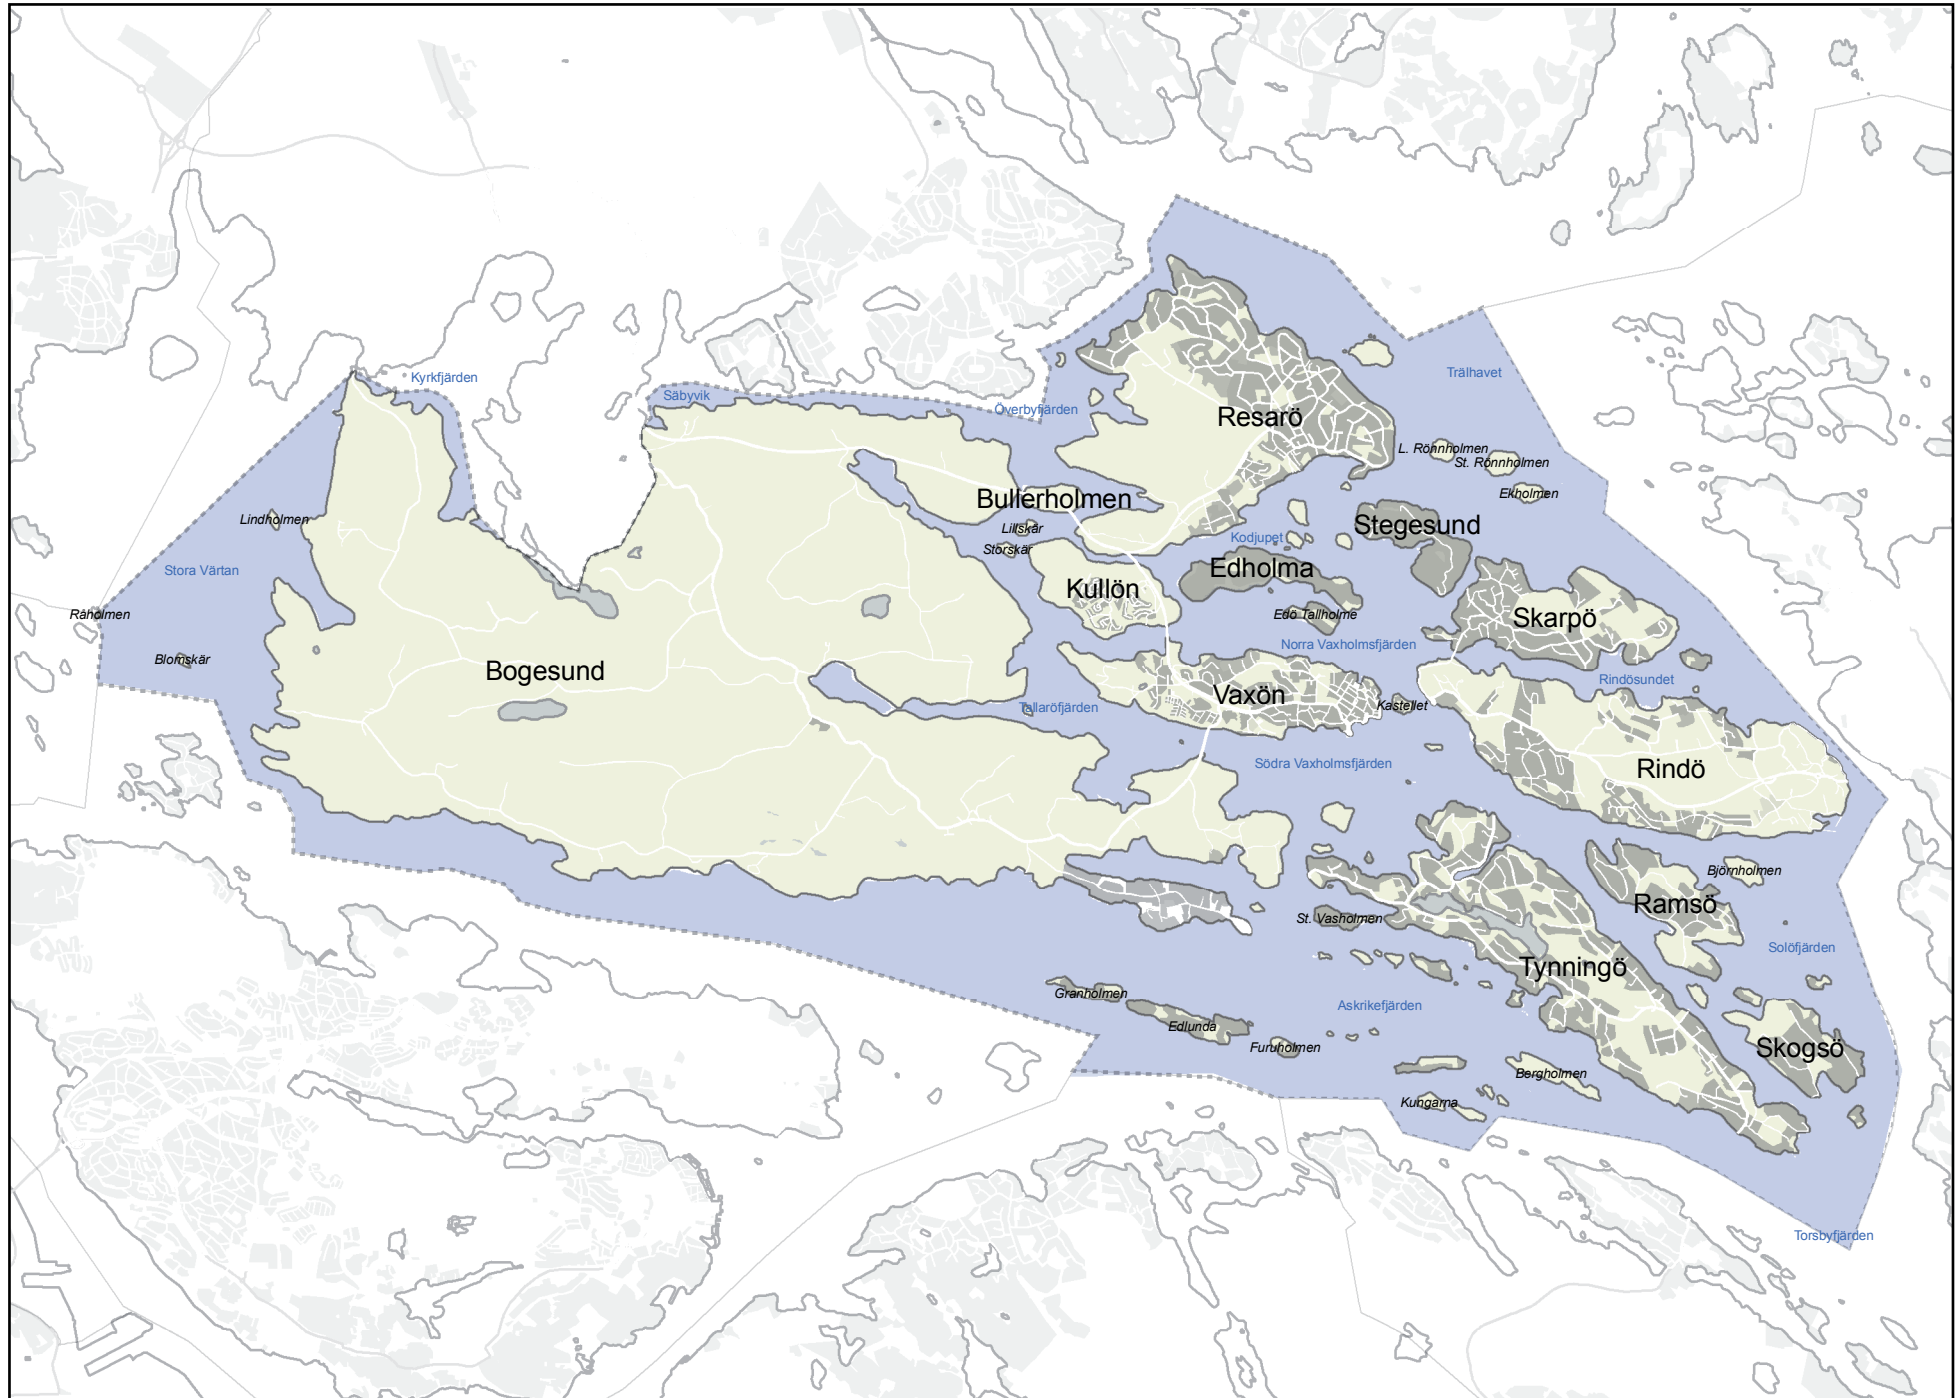 Trälhavet
Kyrkfjärden
Säbyvik
Överbyfjärden
Resarö
L. Rönnholmen
St. Rönnholmen
Ekholmen
Bullerholmen
Lindholmen
Lillskär
Storskär
Stegesund
Kodjupet
Edholma
Stora Värtan
Kullön
Råholmen
Edö Tallholme
Skarpö
Norra Vaxholmsfjärden
Blomskär
Bogesund
Rindösundet
Vaxön
Tallaröfjärden
Kastellet
Södra Vaxholmsfjärden
Rindö
Björnholmen
Ramsö
St. Vasholmen
Solöfjärden
Tynningö
Granholmen
Askrikefjärden
Edlunda
Furuholmen
Skogsö
Bergholmen
Kungarna
Torsbyfjärden